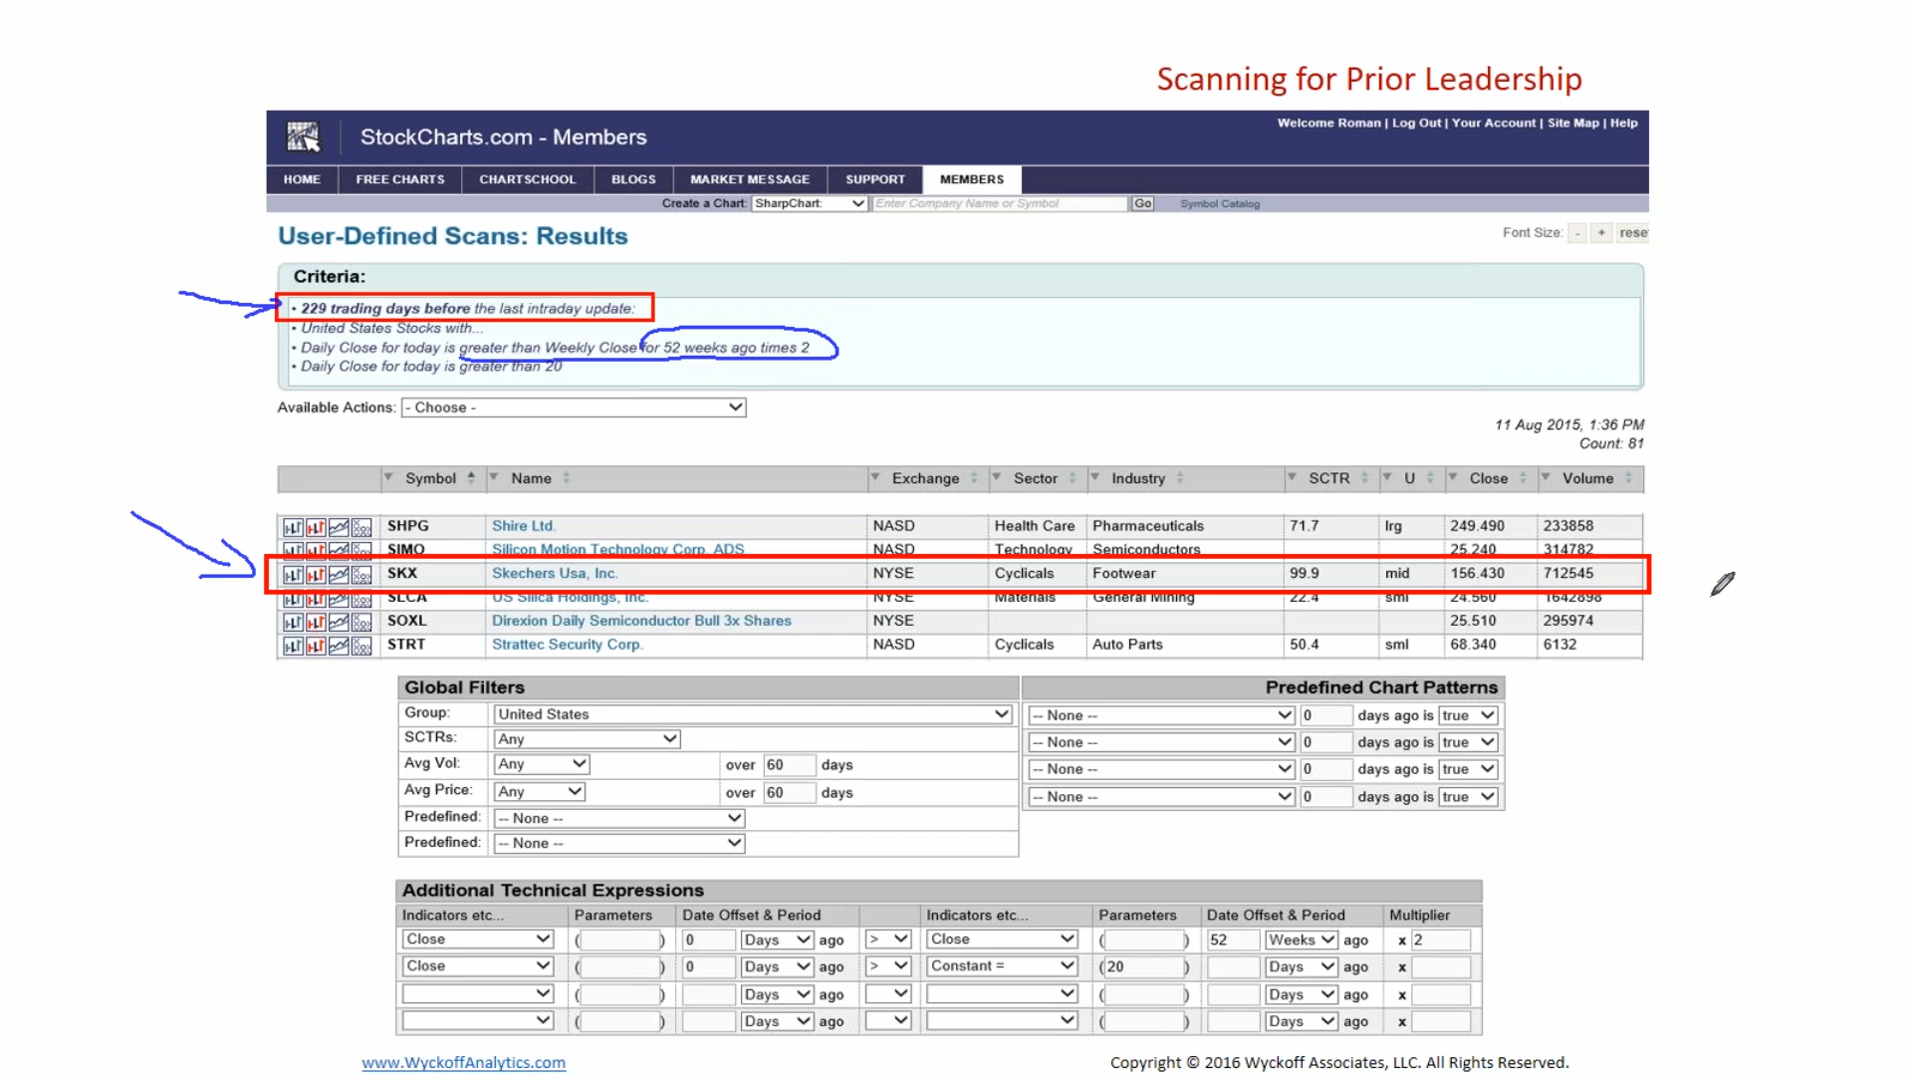 Scanning for Prior Leadership
StockCharts.com - Members
Welcome Roman | Log Out | Your Account | Site Map | Help
HOME FREE CHARTS CHARTSCHOOL BLOGS MARKET MESSAGE SUPPORT MEMBERS
Create a Chart: SharpChart: Enter Company Name or Symbol Go Symbol Catalog
User-Defined Scans: Results
Font Size: - + rese
Criteria:
• 229 trading days before the last intraday update:
• United States Stocks with...
• Daily Close for today is greater than Weekly Close for 52 weeks ago times 2
• Daily Close for today is greater than 20
Available Actions: - Choose -
11 Aug 2015, 1:36 PM
Count: 81
Symbol Name Exchange Sector Industry SCTR U Close Volume
SHPG Shire Ltd. NASD Health Care Pharmaceuticals 71.7 lrg 249.490 233858
SIMO Silicon Motion Technology Corp. ADS NASD Technology Semiconductors 25.240 314782
SKX Skechers Usa, Inc. NYSE Cyclicals Footwear 99.9 mid 156.430 712545
SLCA US Silica Holdings, Inc. NYSE Materials General Mining 22.4 sml 24.560 1642898
SOXL Direxion Daily Semiconductor Bull 3x Shares NYSE 25.510 295974
STRT Strattec Security Corp. NASD Cyclicals Auto Parts 50.4 sml 68.340 6132
Global Filters
Group: United States
SCTRs: Any
Avg Vol: Any over 60 days
Avg Price: Any over 60 days
Predefined: -- None --
Predefined: -- None --
Predefined Chart Patterns
-- None -- 0 days ago is true
-- None -- 0 days ago is true
-- None -- 0 days ago is true
-- None -- 0 days ago is true
Additional Technical Expressions
Indicators etc... Parameters Date Offset & Period Indicators etc... Parameters Date Offset & Period Multiplier
Close ( ) 0 Days ago > Close ( ) 52 Weeks ago x 2
Close ( ) 0 Days ago > Constant = (20 ) Days ago x
( ) Days ago ( ) Days ago x
( ) Days ago ( ) Days ago x
www.WyckoffAnalytics.com
Copyright © 2016 Wyckoff Associates, LLC. All Rights Reserved.